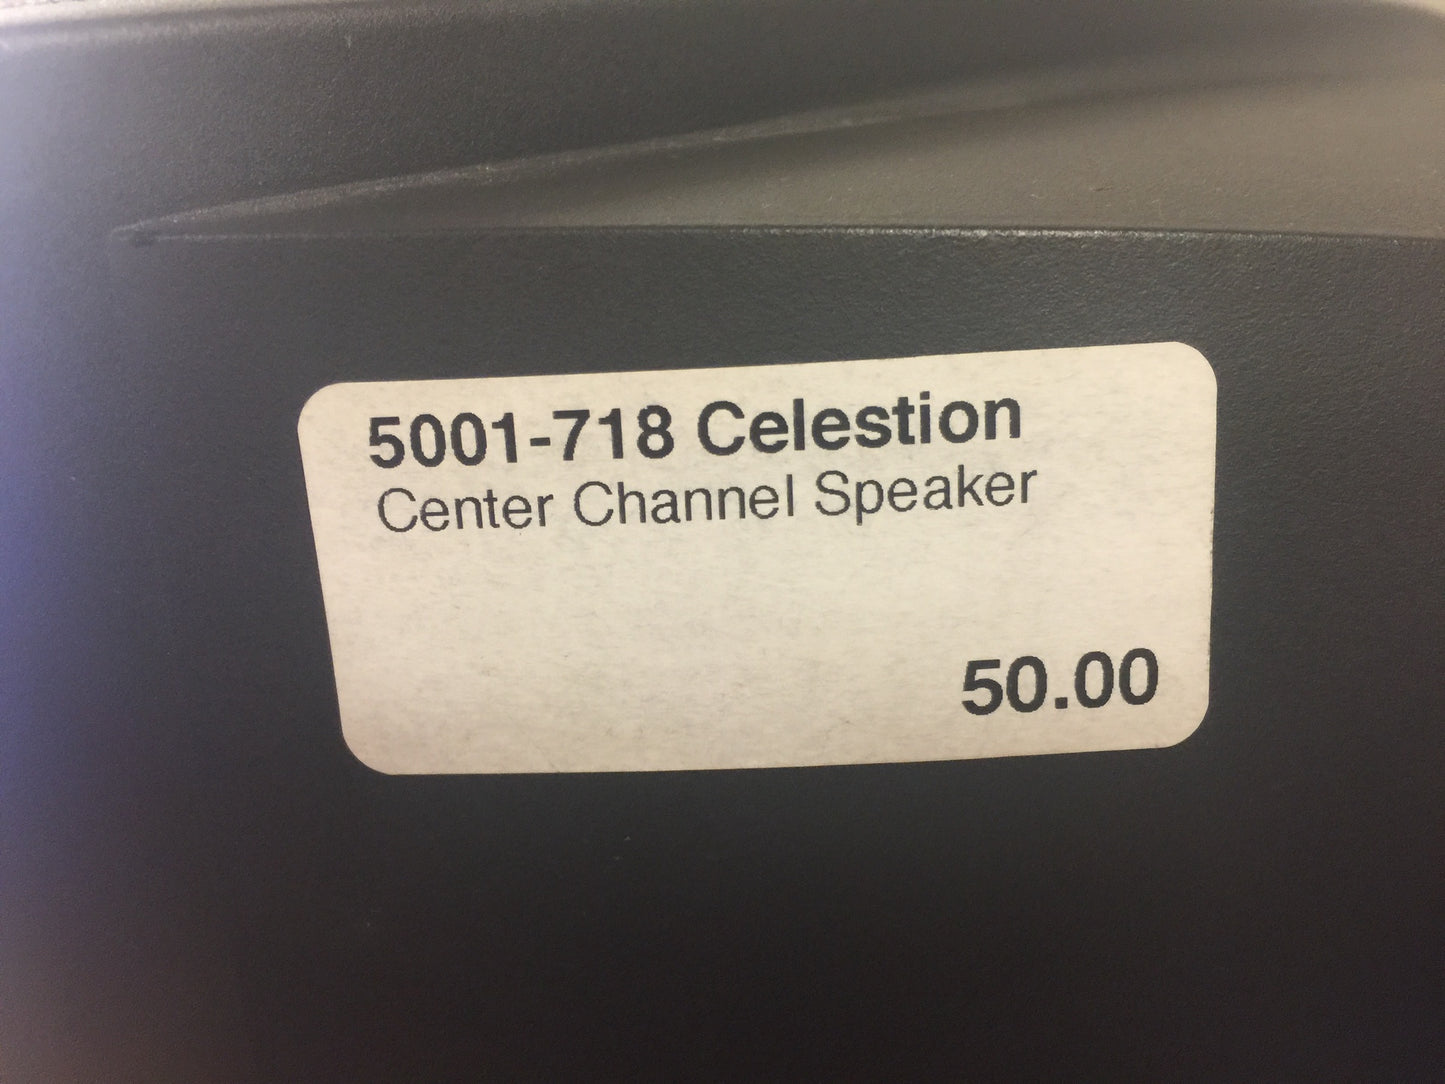 5001-718 Celestion
Center Channel Speaker
50.00